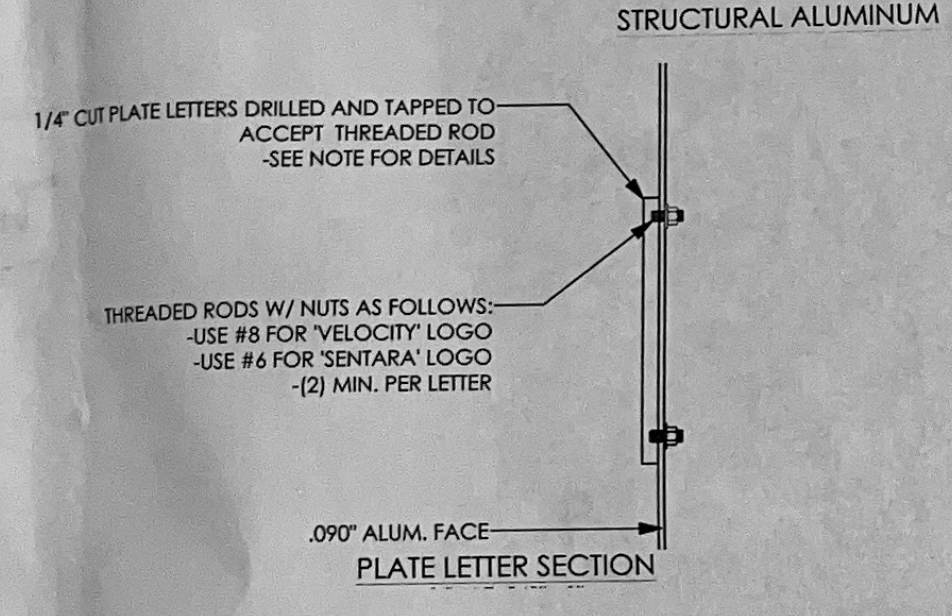 STRUCTURAL ALUMINUM
1/4" CUT PLATE LETTERS DRILLED AND TAPPED TO
ACCEPT THREADED ROD
-SEE NOTE FOR DETAILS
THREADED RODS W/ NUTS AS FOLLOWS:
-USE #8 FOR 'VELOCITY' LOGO
-USE #6 FOR 'SENTARA' LOGO
-(2) MIN. PER LETTER
.090" ALUM. FACE
PLATE LETTER SECTION